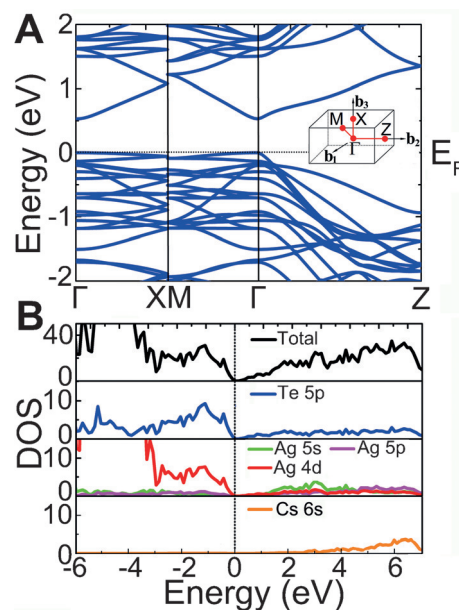 A
2
1
0
-1
-2
Energy (eV)
b₃
M
X
Z
Γ
b₁
b₂
E_F
Γ
X
M
Γ
Z
B
DOS
40
0
Total
10
0
Te 5p
10
0
Ag 5s
Ag 5p
Ag 4d
10
0
Cs 6s
-6 -4 -2 0 2 4 6
Energy (eV)